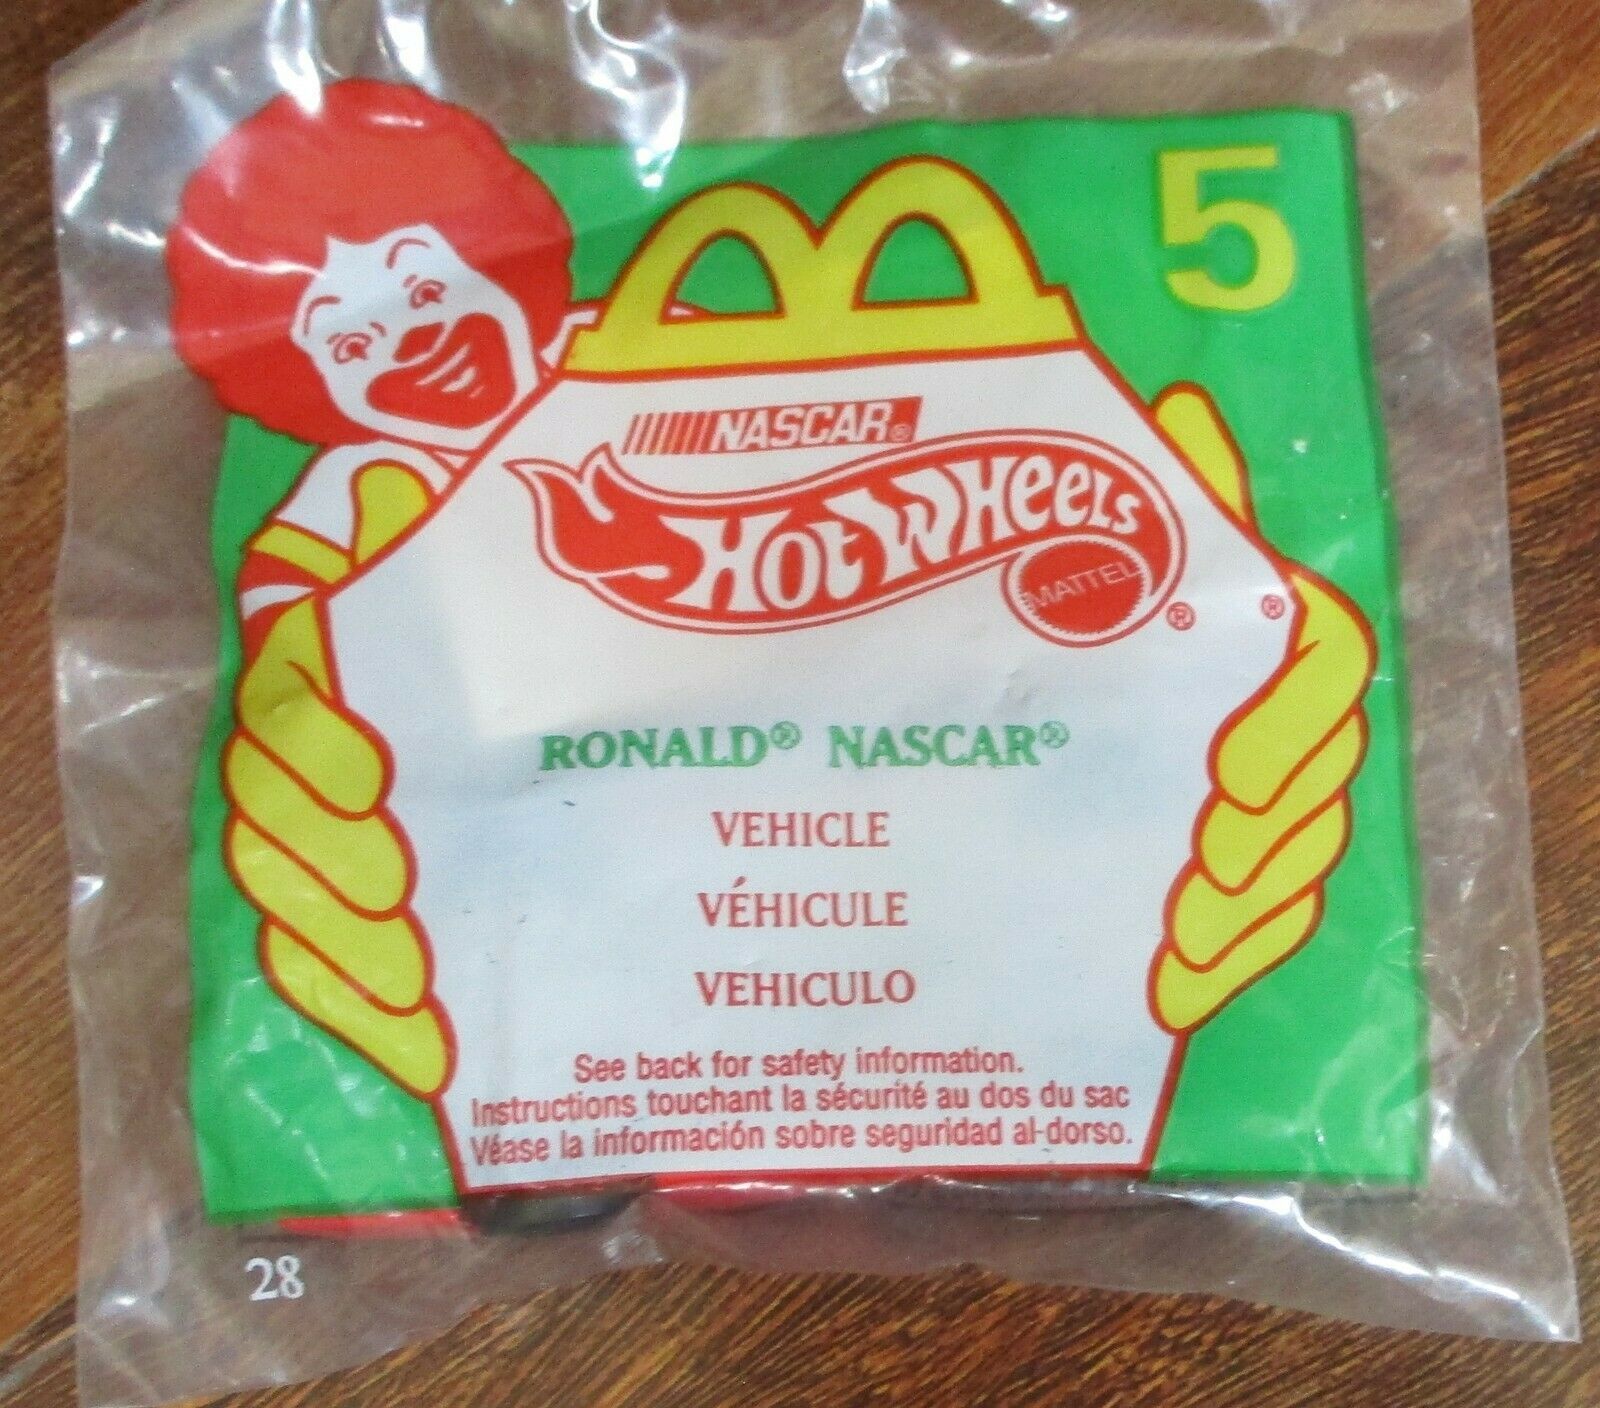 5
NASCAR®
HOT WHEELS
MATTEL
® ®
RONALD® NASCAR®
VEHICLE
VÉHICULE
VEHICULO
See back for safety information.
Instructions touchant la sécurité au dos du sac
Véase la información sobre seguridad al-dorso.
28